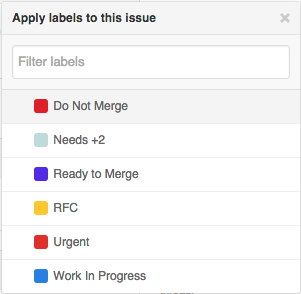 Apply labels to this issue
Filter labels
Do Not Merge
Needs +2
Ready to Merge
RFC
Urgent
Work In Progress